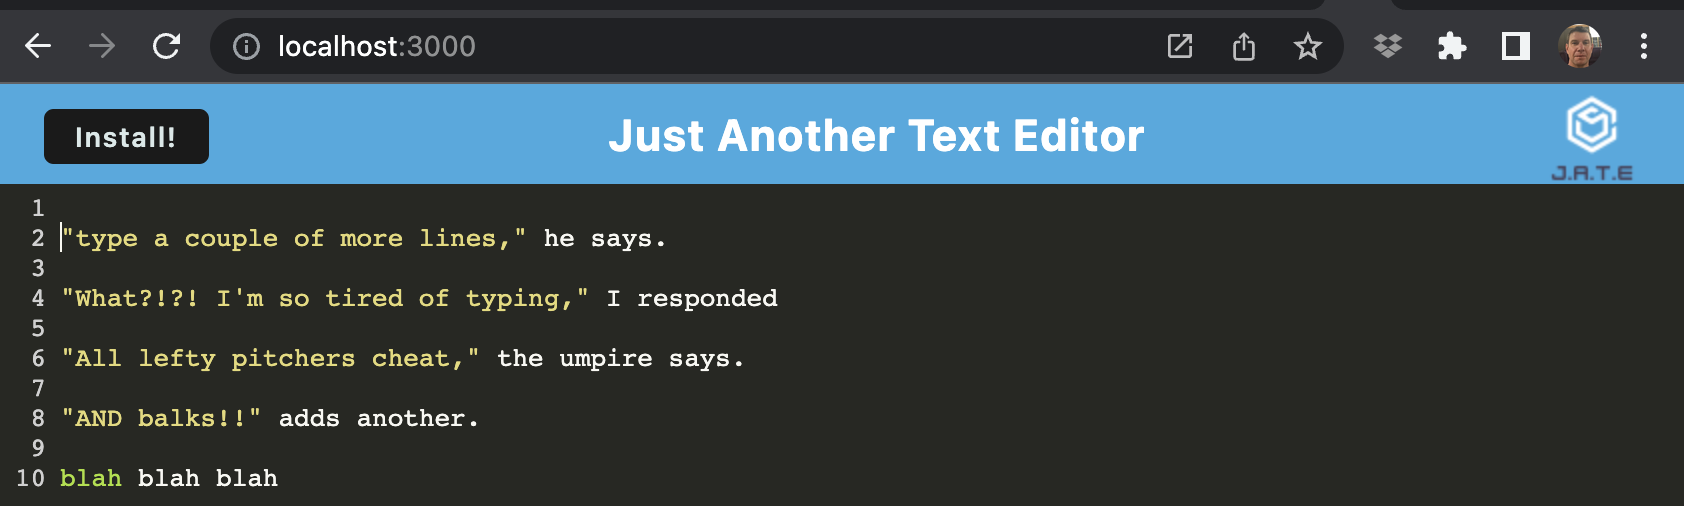 localhost:3000
Install!
Just Another Text Editor
J.A.T.E
1
2 "type a couple of more lines," he says.
3
4 "What?!?! I'm so tired of typing," I responded
5
6 "All lefty pitchers cheat," the umpire says.
7
8 "AND balks!!" adds another.
9
10 blah blah blah